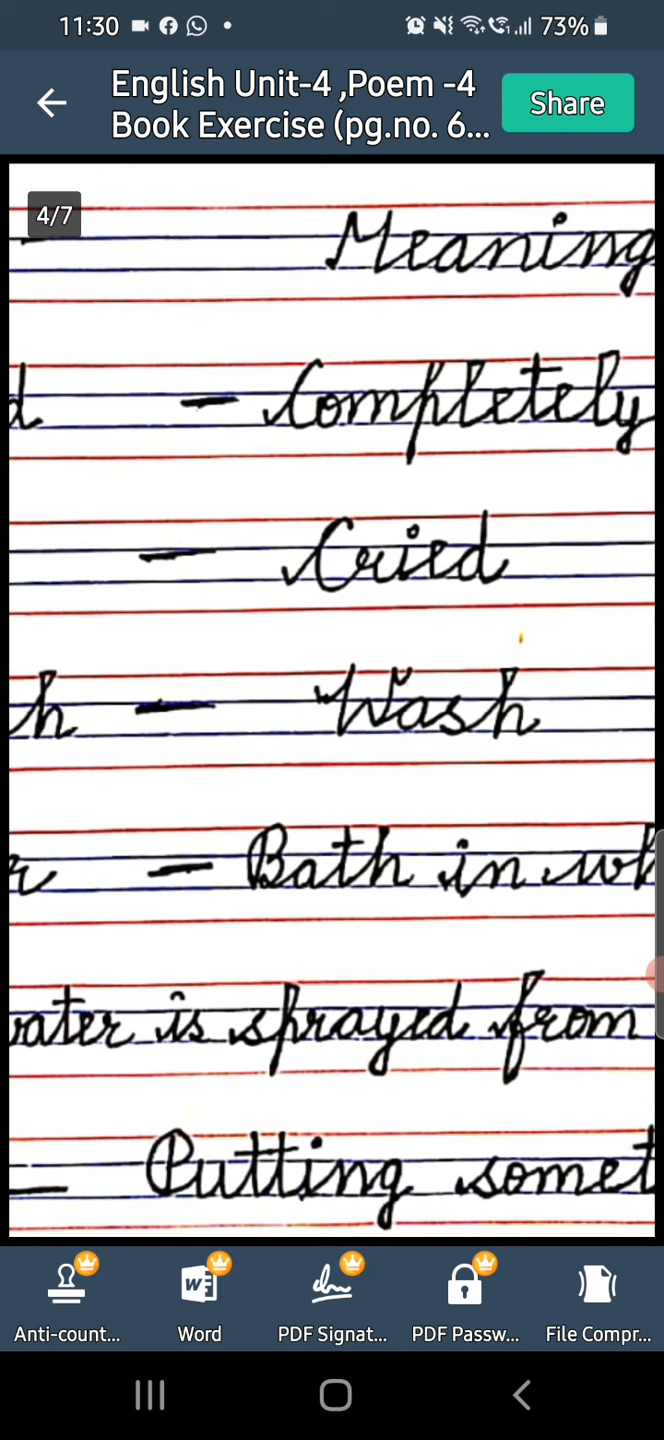 11:30 73%
English Unit-4 ,Poem -4
Book Exercise (pg.no. 6...
Share
4/7
Meaning
d - Completely
- Cried
h - Wash
r - Bath in wh
vater is sprayed from
- Putting somet
Anti-count... Word PDF Signat... PDF Passw... File Compr...